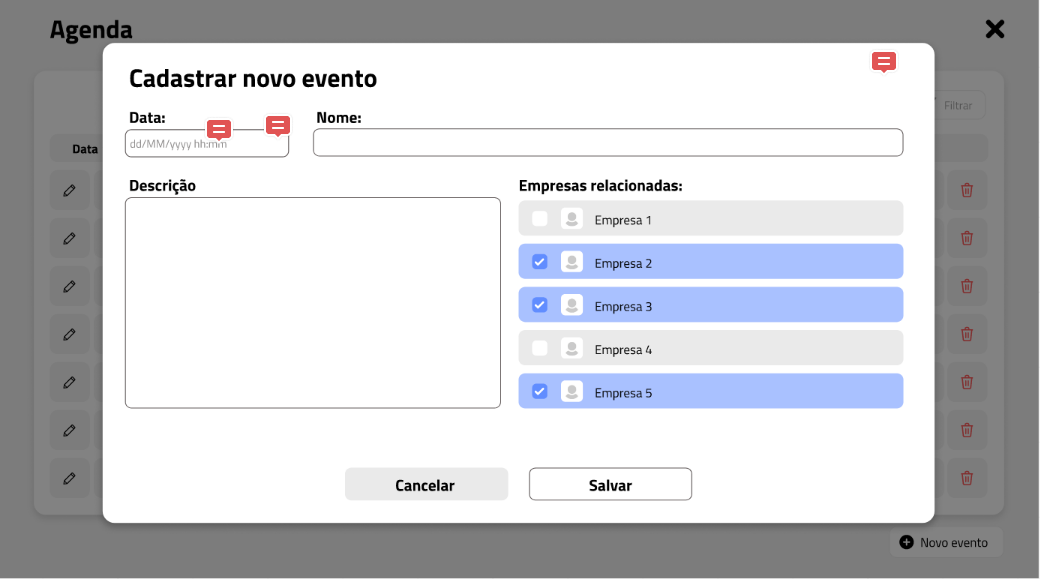 Agenda
Cadastrar novo evento
Filtrar
Data:
Nome:
dd/MM/yyyy hh:mm
Data
Descrição
Empresas relacionadas:
Empresa 1
Empresa 2
Empresa 3
Empresa 4
Empresa 5
Cancelar
Salvar
Novo evento